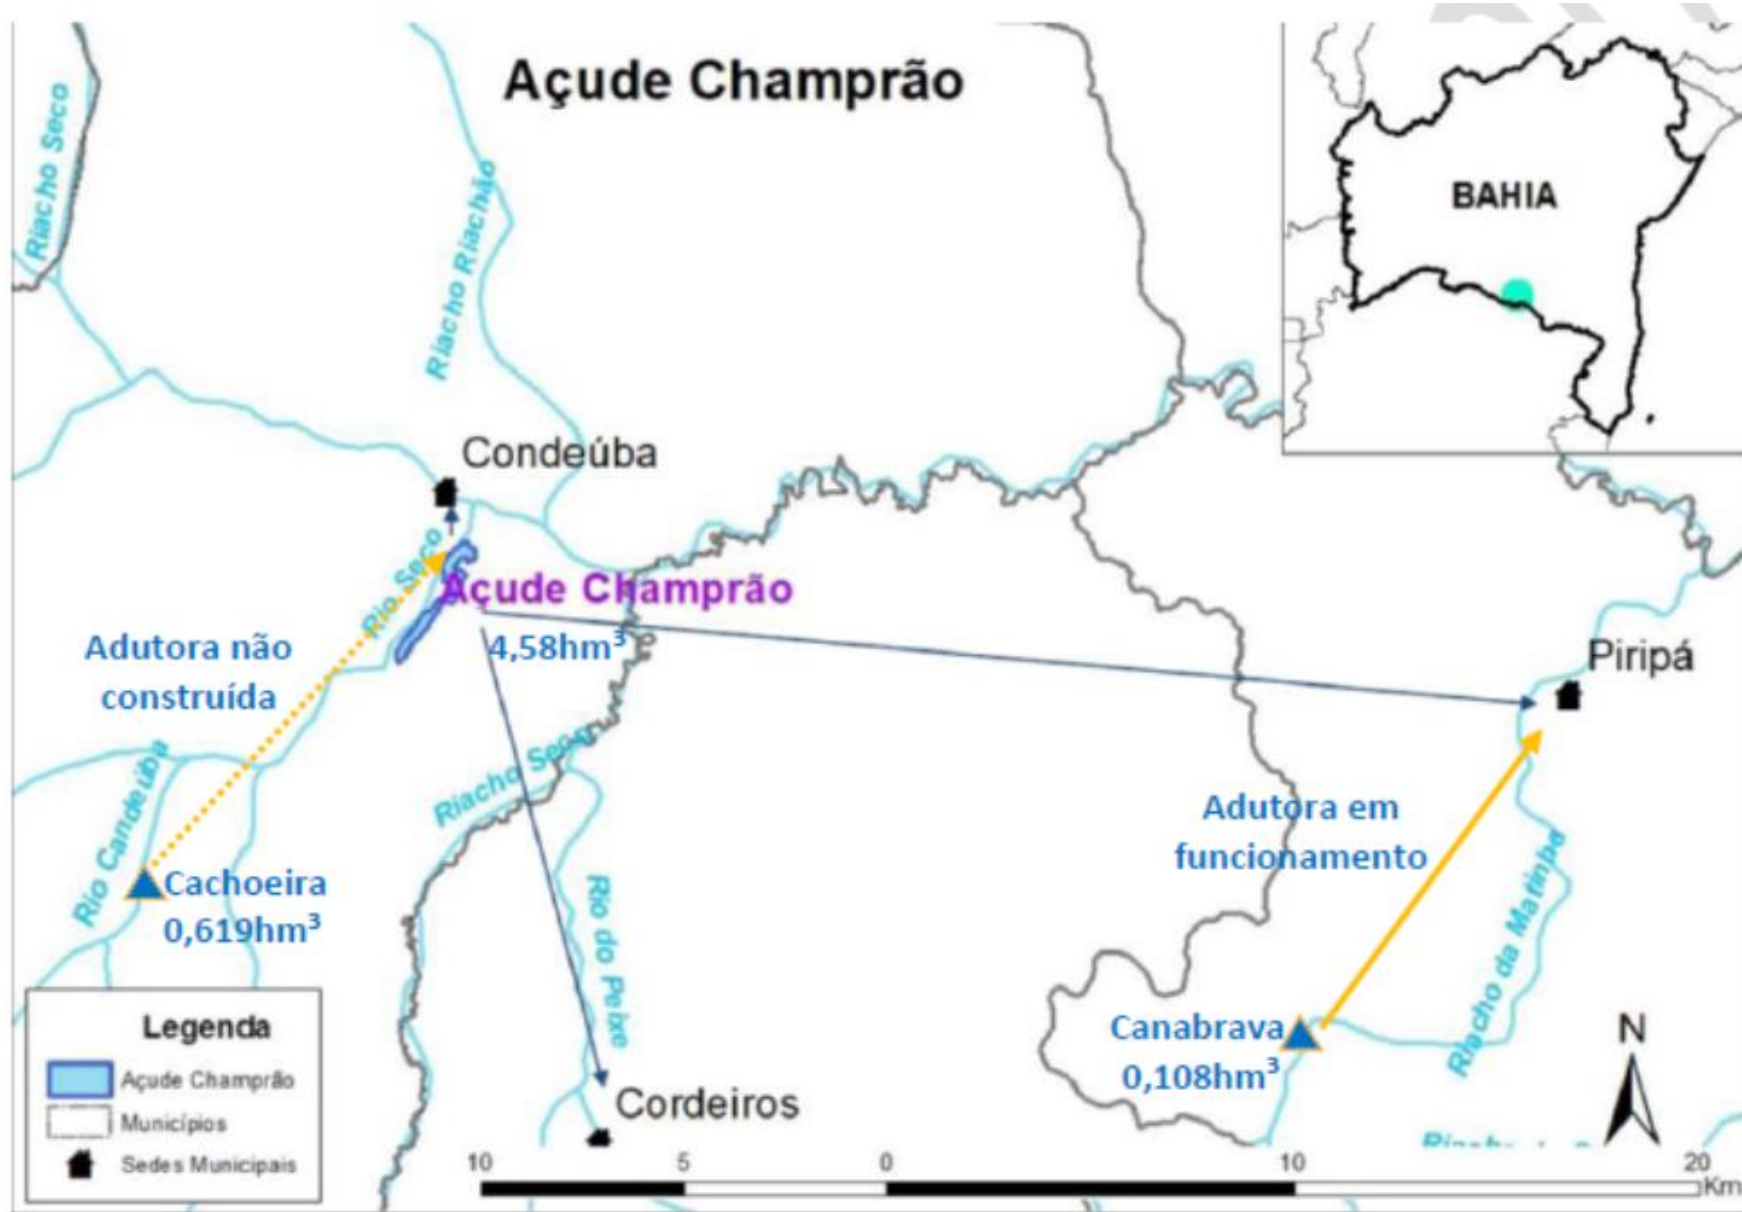 Açude Champrão
BAHIA
Riacho Seco
Riacho Riachão
Condeúba
Rio Seco
Açude Champrão
4,58hm³
Adutora não
construída
Piripá
Riacho Seco
Rio Candeúba
Adutora em
funcionamento
Cachoeira
0,619hm³
Rio do Peixe
Riacho da Matinha
Canabrava
0,108hm³
N
Cordeiros
Legenda
Açude Champrão
Municípios
Sedes Municipais
10 5 0 10 20
Km